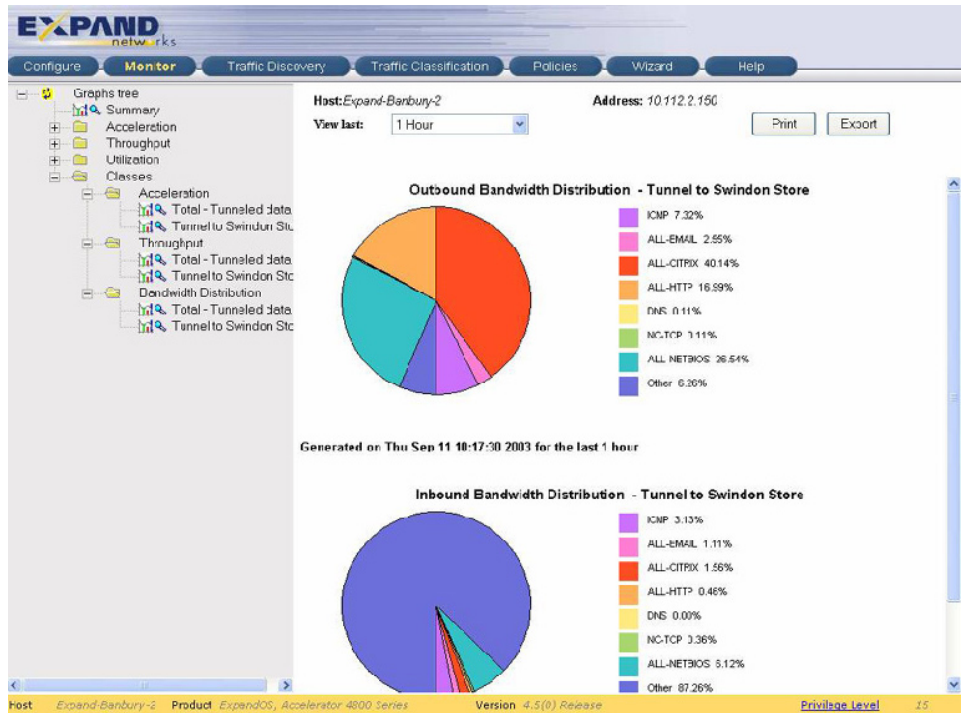 EXPAND
networks
Configure Monitor Traffic Discovery Traffic Classification Policies Wizard Help
Graphs tree
Summary
Acceleration
Throughput
Utilization
Classes
Acceleration
Total - Tunneled data
Tunnel to Swindon Sto
Throughput
Total - Tunneled data
Tunnel to Swindon Stc
Bandwidth Distribution
Total - Tunneled data
Tunnel to Swindon Stc
Host: Expand-Banbury-2 Address: 10.112.2.150
View last: 1 Hour Print Export
Outbound Bandwidth Distribution - Tunnel to Swindon Store
ICMP 7.32%
ALL-EMAIL 2.55%
ALL-CITRIX 40.14%
ALL-HTTP 16.99%
DNS 0.11%
NC-TCP 0.11%
ALL-NETBIOS 26.54%
Other 6.26%
Generated on Thu Sep 11 10:17:30 2003 for the last 1 hour
Inbound Bandwidth Distribution - Tunnel to Swindon Store
ICMP 3.13%
ALL-EMAIL 1.11%
ALL-CITRIX 1.56%
ALL-HTTP 0.46%
DNS 0.00%
NC-TCP 0.36%
ALL-NETBIOS 6.12%
Other 87.26%
Host Expand-Banbury-2 Product ExpandOS, Accelerator 4800 Series Version 4.5(0) Release Privilege Level 15